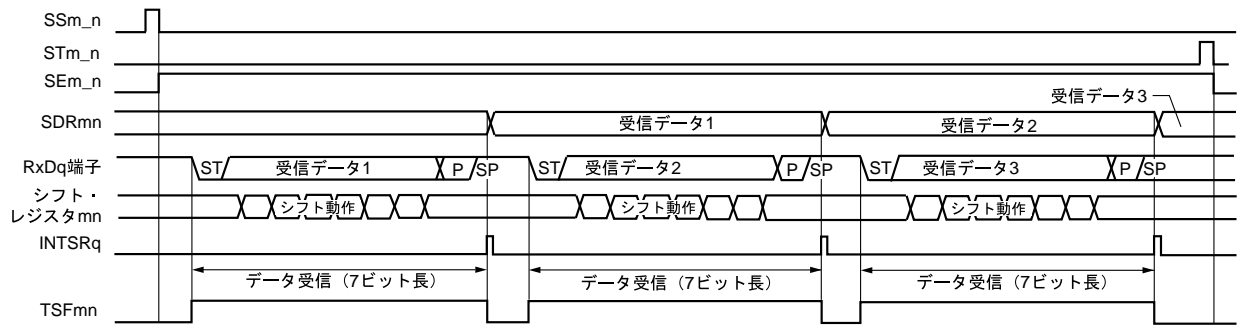 SSm_n
STm_n
SEm_n
受信データ3
SDRmn 受信データ1 受信データ2
RxDq端子 ST 受信データ1 P SP ST 受信データ2 P SP ST 受信データ3 P SP
シフト・
レジスタmn シフト動作 シフト動作 シフト動作
INTSRq
データ受信（7ビット長） データ受信（7ビット長） データ受信（7ビット長）
TSFmn